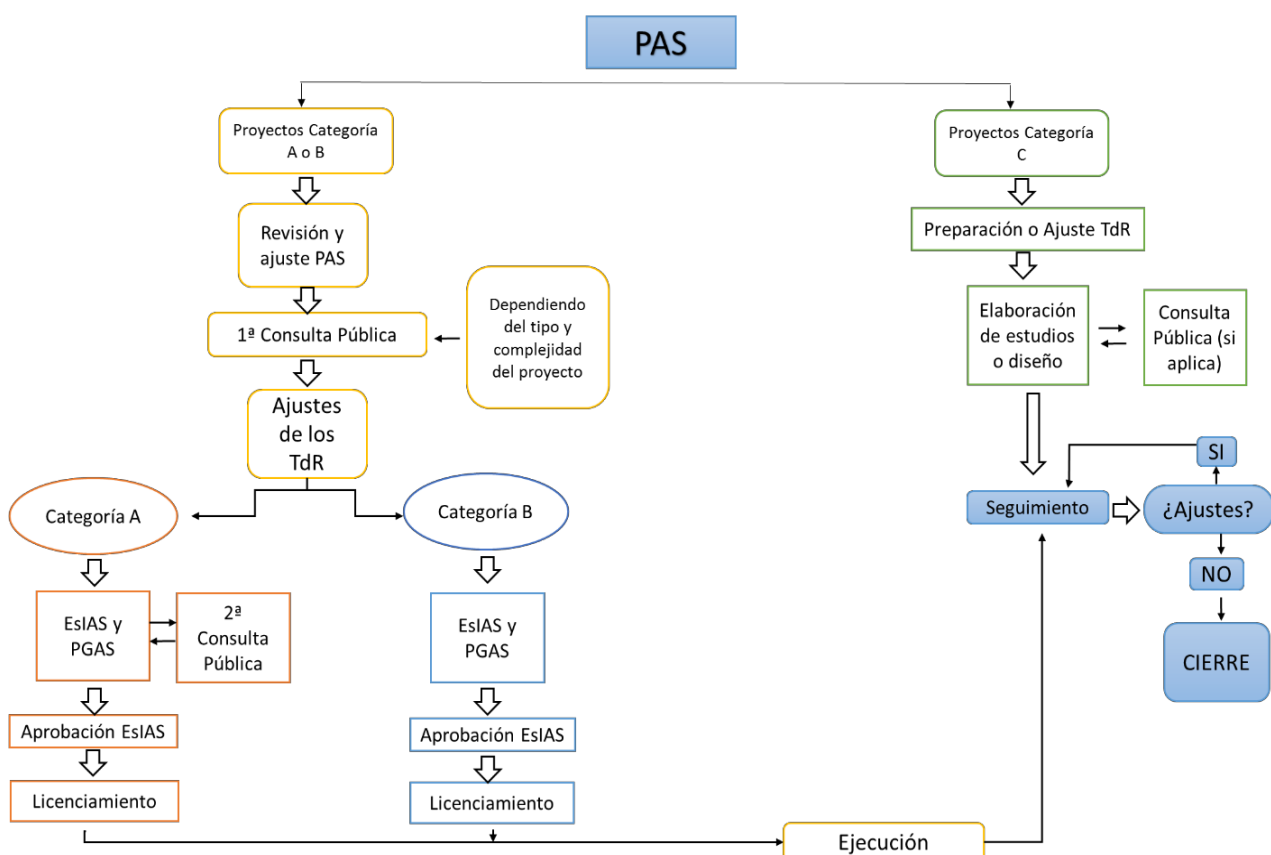 PAS
Proyectos Categoría
A o B
Revisión y
ajuste PAS
1ª Consulta Pública
Dependiendo
del tipo y
complejidad
del proyecto
Ajustes
de los
TdR
Categoría A
EsIAS y
PGAS
2ª
Consulta
Pública
Aprobación EsIAS
Licenciamiento
Categoría B
EsIAS y
PGAS
Aprobación EsIAS
Licenciamiento
Ejecución
Proyectos Categoría
C
Preparación o Ajuste TdR
Elaboración
de estudios
o diseño
Consulta
Pública (si
aplica)
Seguimiento
¿Ajustes?
SI
NO
CIERRE